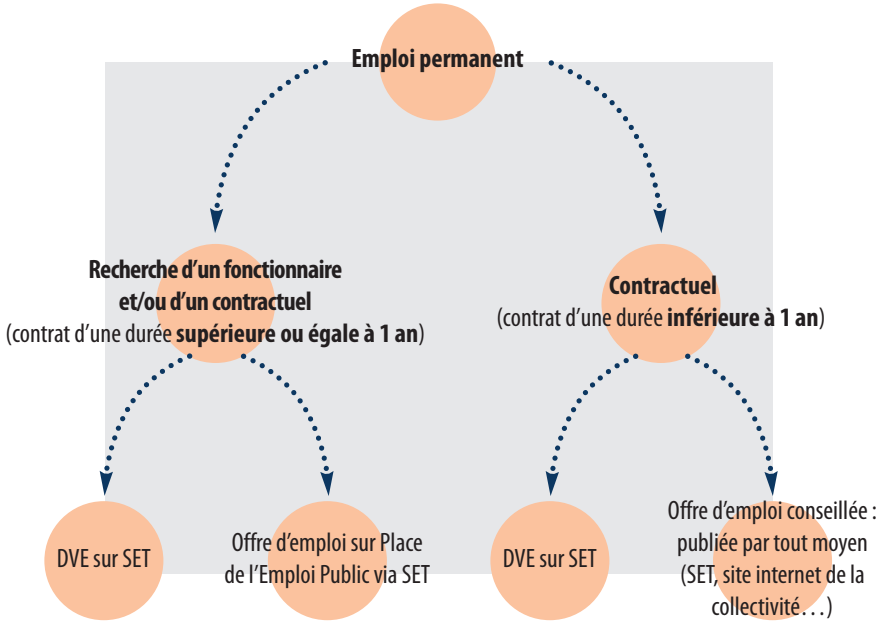 Emploi permanent
Recherche d'un fonctionnaire
et/ou d'un contractuel
(contrat d'une durée supérieure ou égale à 1 an)
Contractuel
(contrat d'une durée inférieure à 1 an)
DVE sur SET
Offre d'emploi sur Place
de l'Emploi Public via SET
DVE sur SET
Offre d'emploi conseillée :
publiée par tout moyen
(SET, site internet de la
collectivité…)